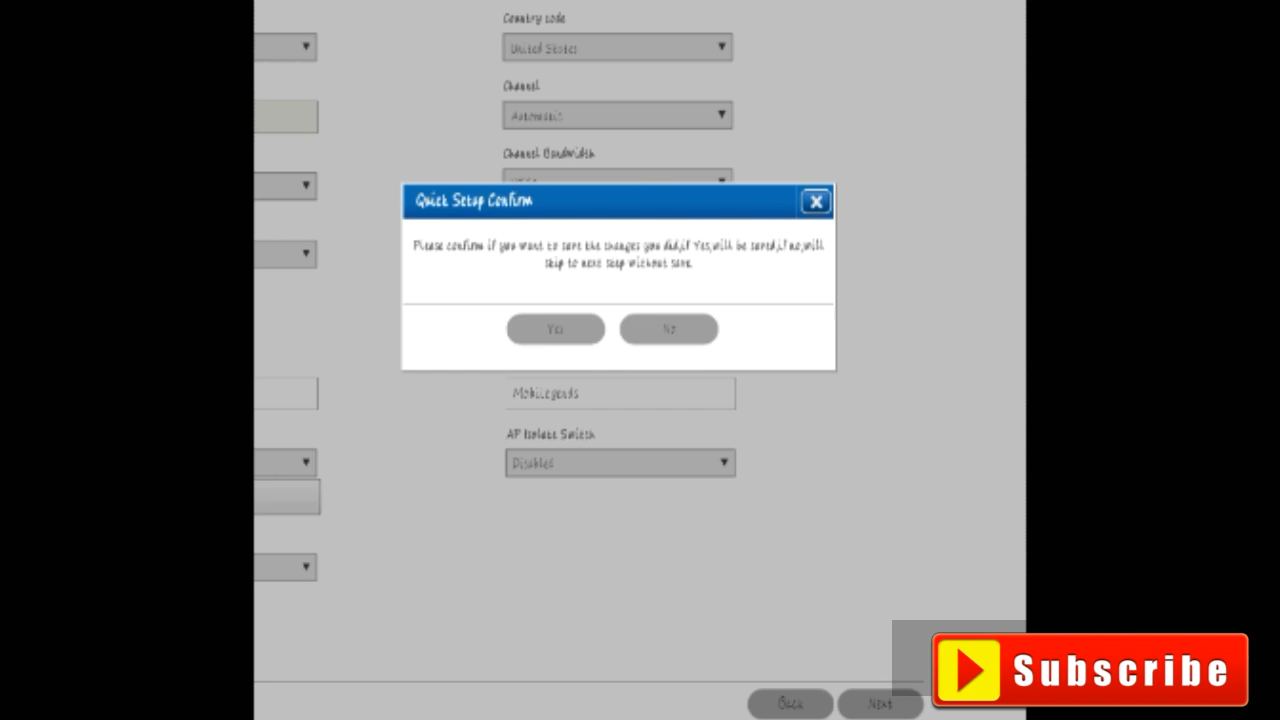 Country code
United States
Channel
Automatic
Channel Bandwidth
Quick Setup Confirm
Please confirm if you want to save the changes you did,if Yes,will be saved,if no,will
skip to next step without save.
Yes
No
Mobilegends
AP Isolate Switch
Disabled
Subscribe
Back
Next